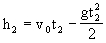 h₂ = v₀t₂ − gt₂²/2